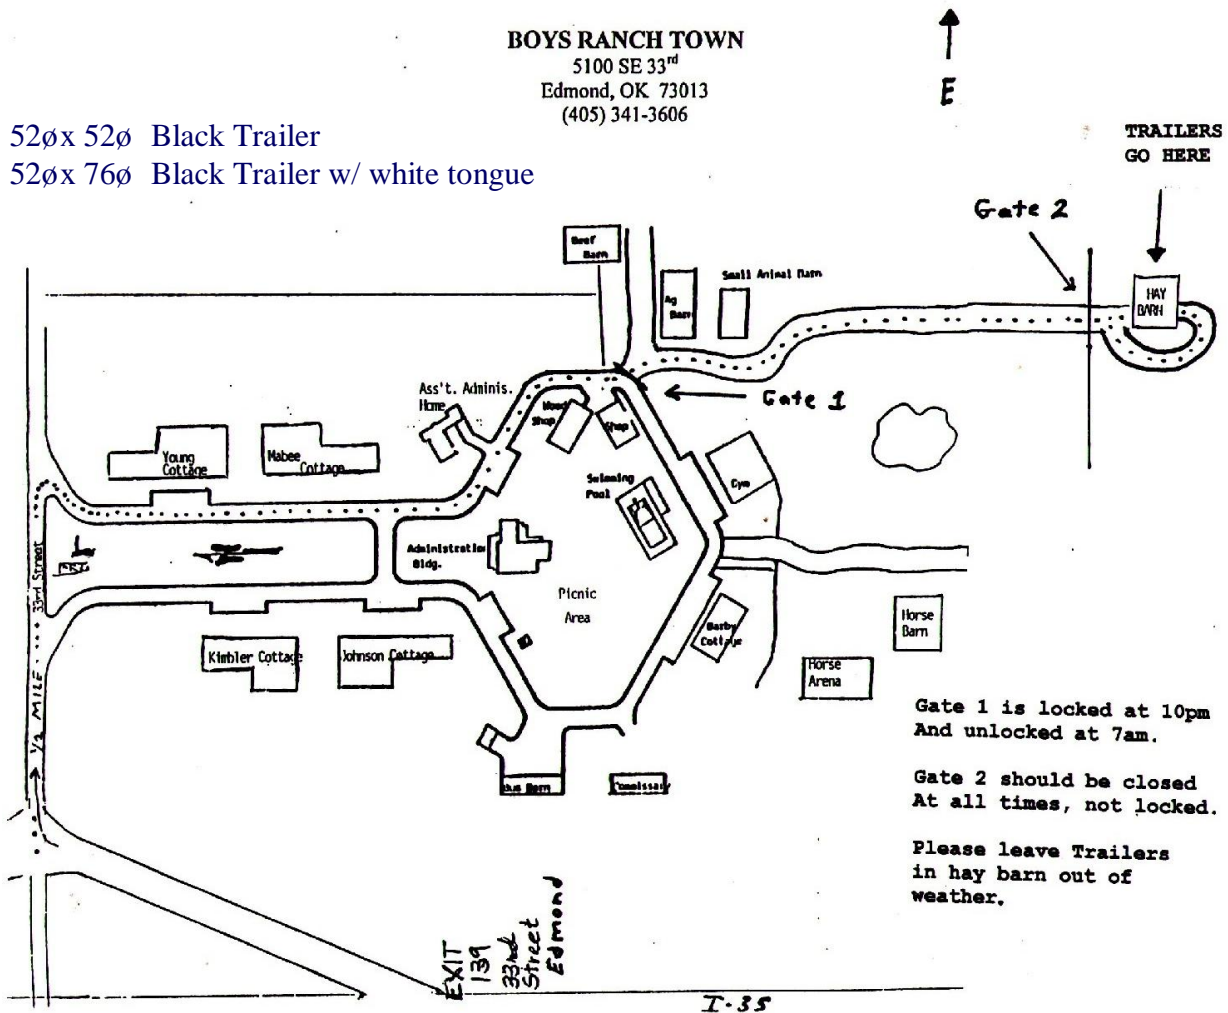 BOYS RANCH TOWN
5100 SE 33rd
Edmond, OK 73013
(405) 341-3606
E
52øx 52ø Black Trailer
52øx 76ø Black Trailer w/ white tongue
TRAILERS
GO HERE
Gate 2
Beef
Barn
Ag
Barn
Small Animal Barn
HAY
BARN
Ass't. Adminis.
Home
Wood
Shop
Shop
Gate 1
Young
Cottage
Mabee
Cottage
Swimming
Pool
Gym
33rd Street
Administration
Bldg.
Picnic
Area
Kimbler Cottage
Johnson Cottage
Barby
Cottage
Horse
Barn
Horse
Arena
1/2 MILE
Bus Barn
Commissary
Gate 1 is locked at 10pm
And unlocked at 7am.
Gate 2 should be closed
At all times, not locked.
Please leave Trailers
in hay barn out of
weather.
EXIT
139
33rd
Street
Edmond
I-35